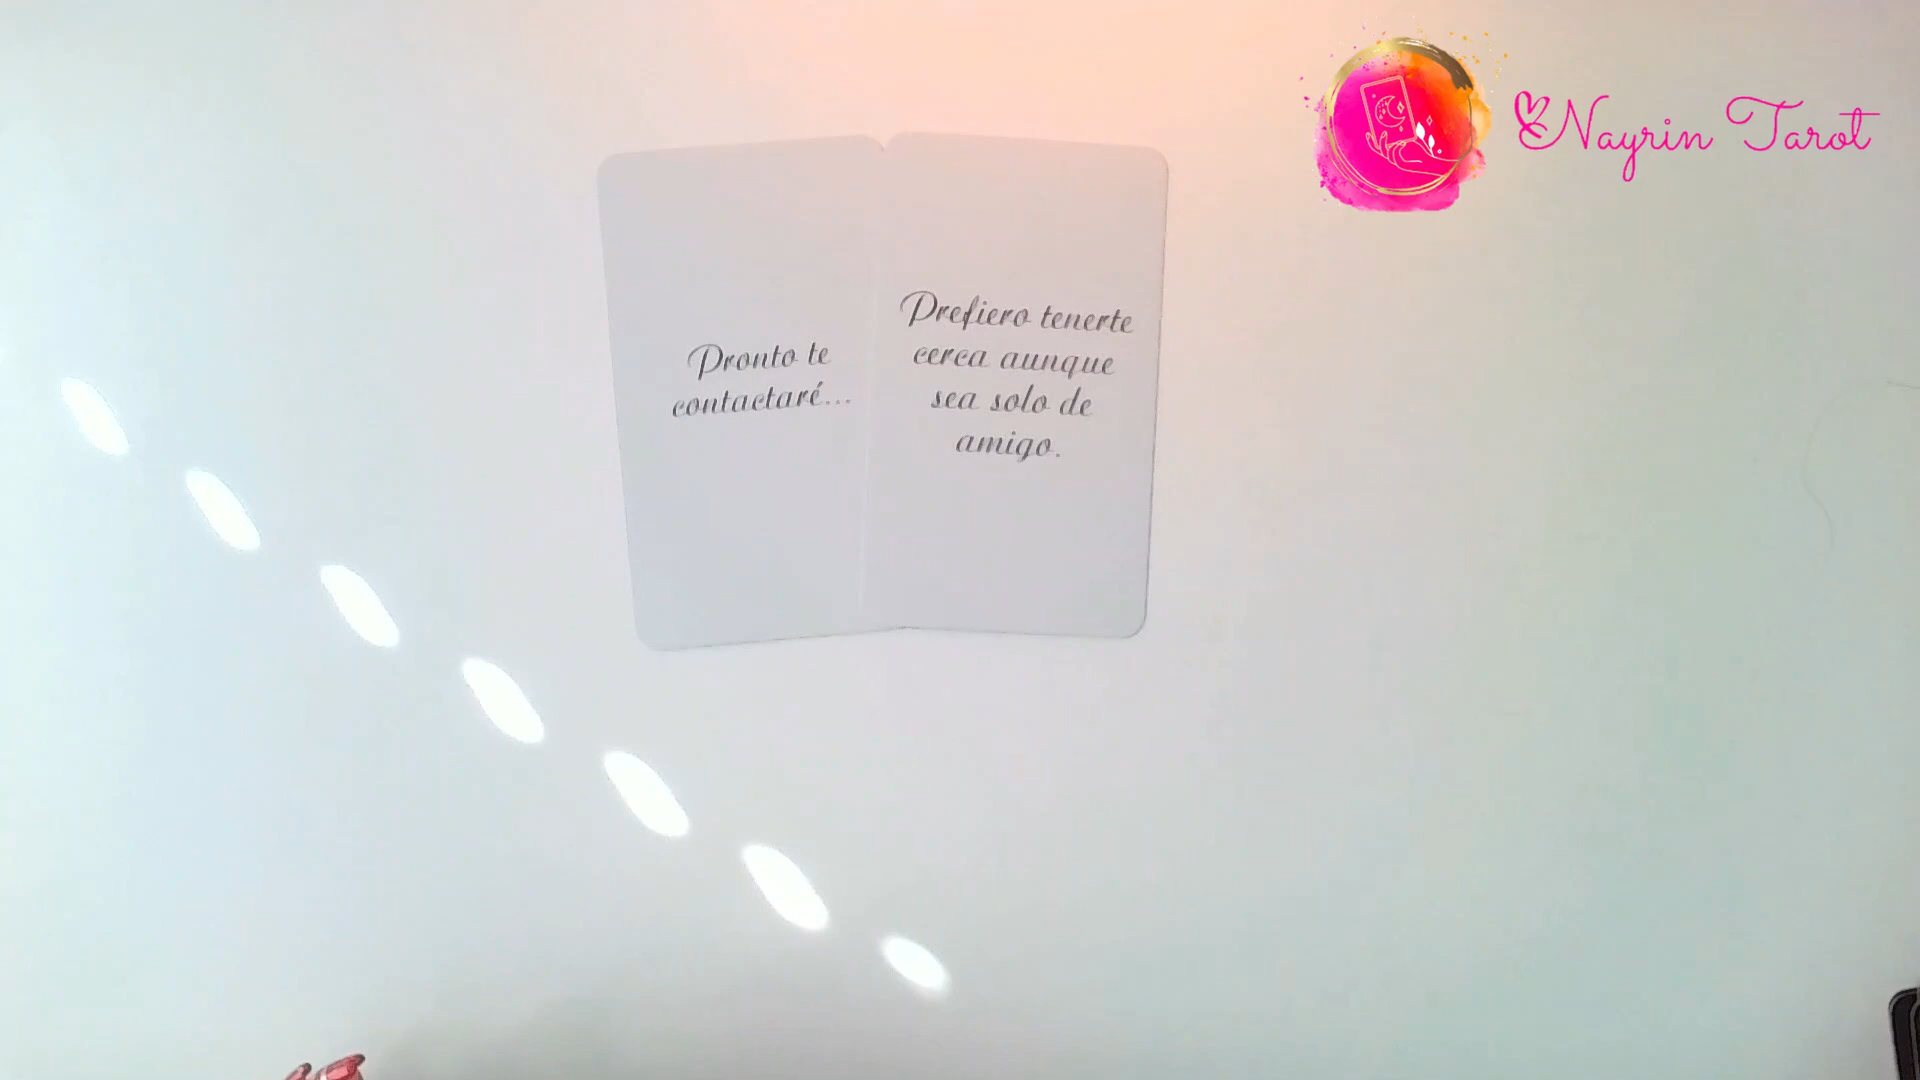 Nayrin Tarot
Pronto te
contactaré...
Prefiero tenerte
cerca aunque
sea solo de
amigo.